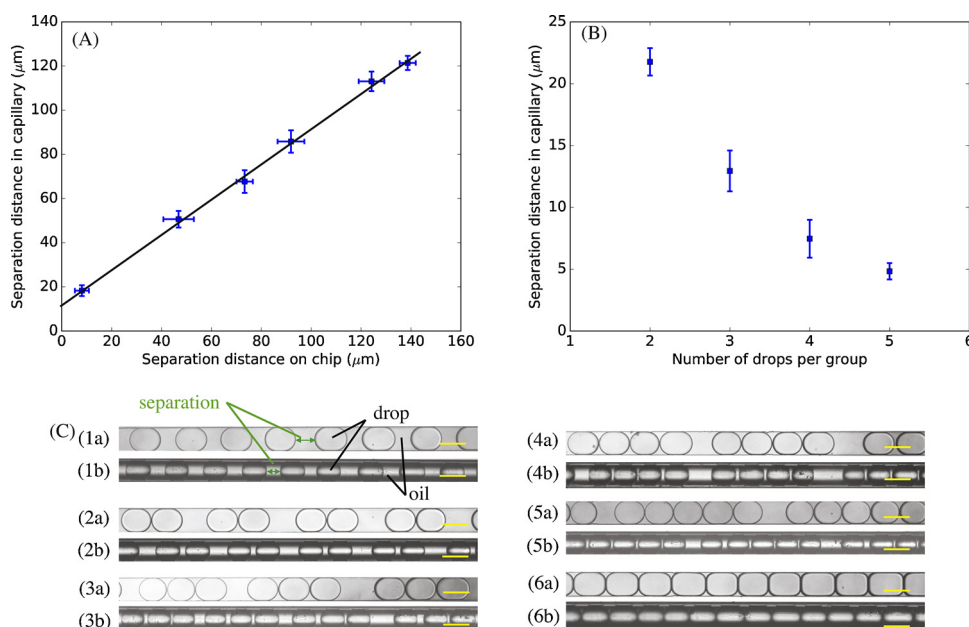 (A)
Separation distance in capillary (μm)
140
120
100
80
60
40
20
0
0 20 40 60 80 100 120 140 160
Separation distance on chip (μm)
(B)
Separation distance in capillary (μm)
25
20
15
10
5
0
1 2 3 4 5 6
Number of drops per group
(C)
separation
drop
oil
(1a)
(1b)
(2a)
(2b)
(3a)
(3b)
(4a)
(4b)
(5a)
(5b)
(6a)
(6b)